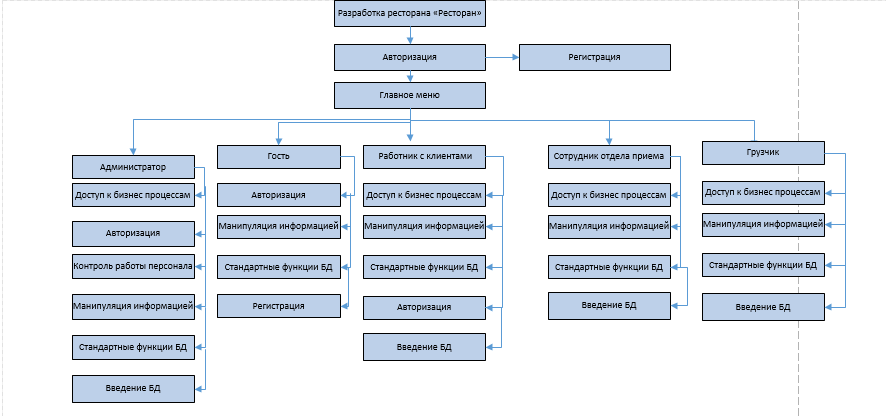 Разработка ресторана «Ресторан»
Авторизация
Регистрация
Главное меню
Администратор
Доступ к бизнес процессам
Авторизация
Контроль работы персонала
Манипуляция информацией
Стандартные функции БД
Введение БД
Гость
Авторизация
Манипуляция информацией
Стандартные функции БД
Регистрация
Работник с клиентами
Доступ к бизнес процессам
Манипуляция информацией
Стандартные функции БД
Авторизация
Введение БД
Сотрудник отдела приема
Доступ к бизнес процессам
Манипуляция информацией
Стандартные функции БД
Введение БД
Грузчик
Доступ к бизнес процессам
Манипуляция информацией
Стандартные функции БД
Введение БД